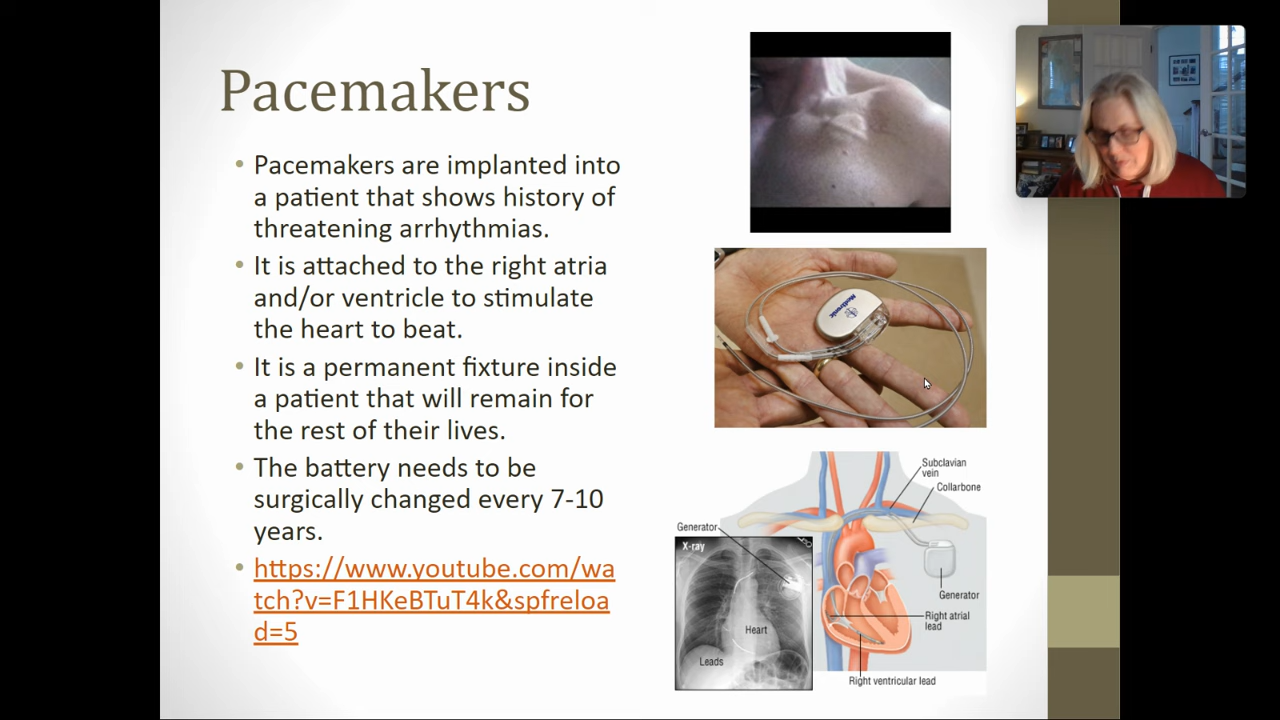 Pacemakers
• Pacemakers are implanted into
a patient that shows history of
threatening arrhythmias.
• It is attached to the right atria
and/or ventricle to stimulate
the heart to beat.
• It is a permanent fixture inside
a patient that will remain for
the rest of their lives.
• The battery needs to be
surgically changed every 7-10
years.
• https://www.youtube.com/wa
tch?v=F1HKeBTuT4k&spfreloa
d=5
Medtronic
Subclavian
vein
Collarbone
Generator
X-ray
Heart
Leads
Generator
Right atrial
lead
Right ventricular lead